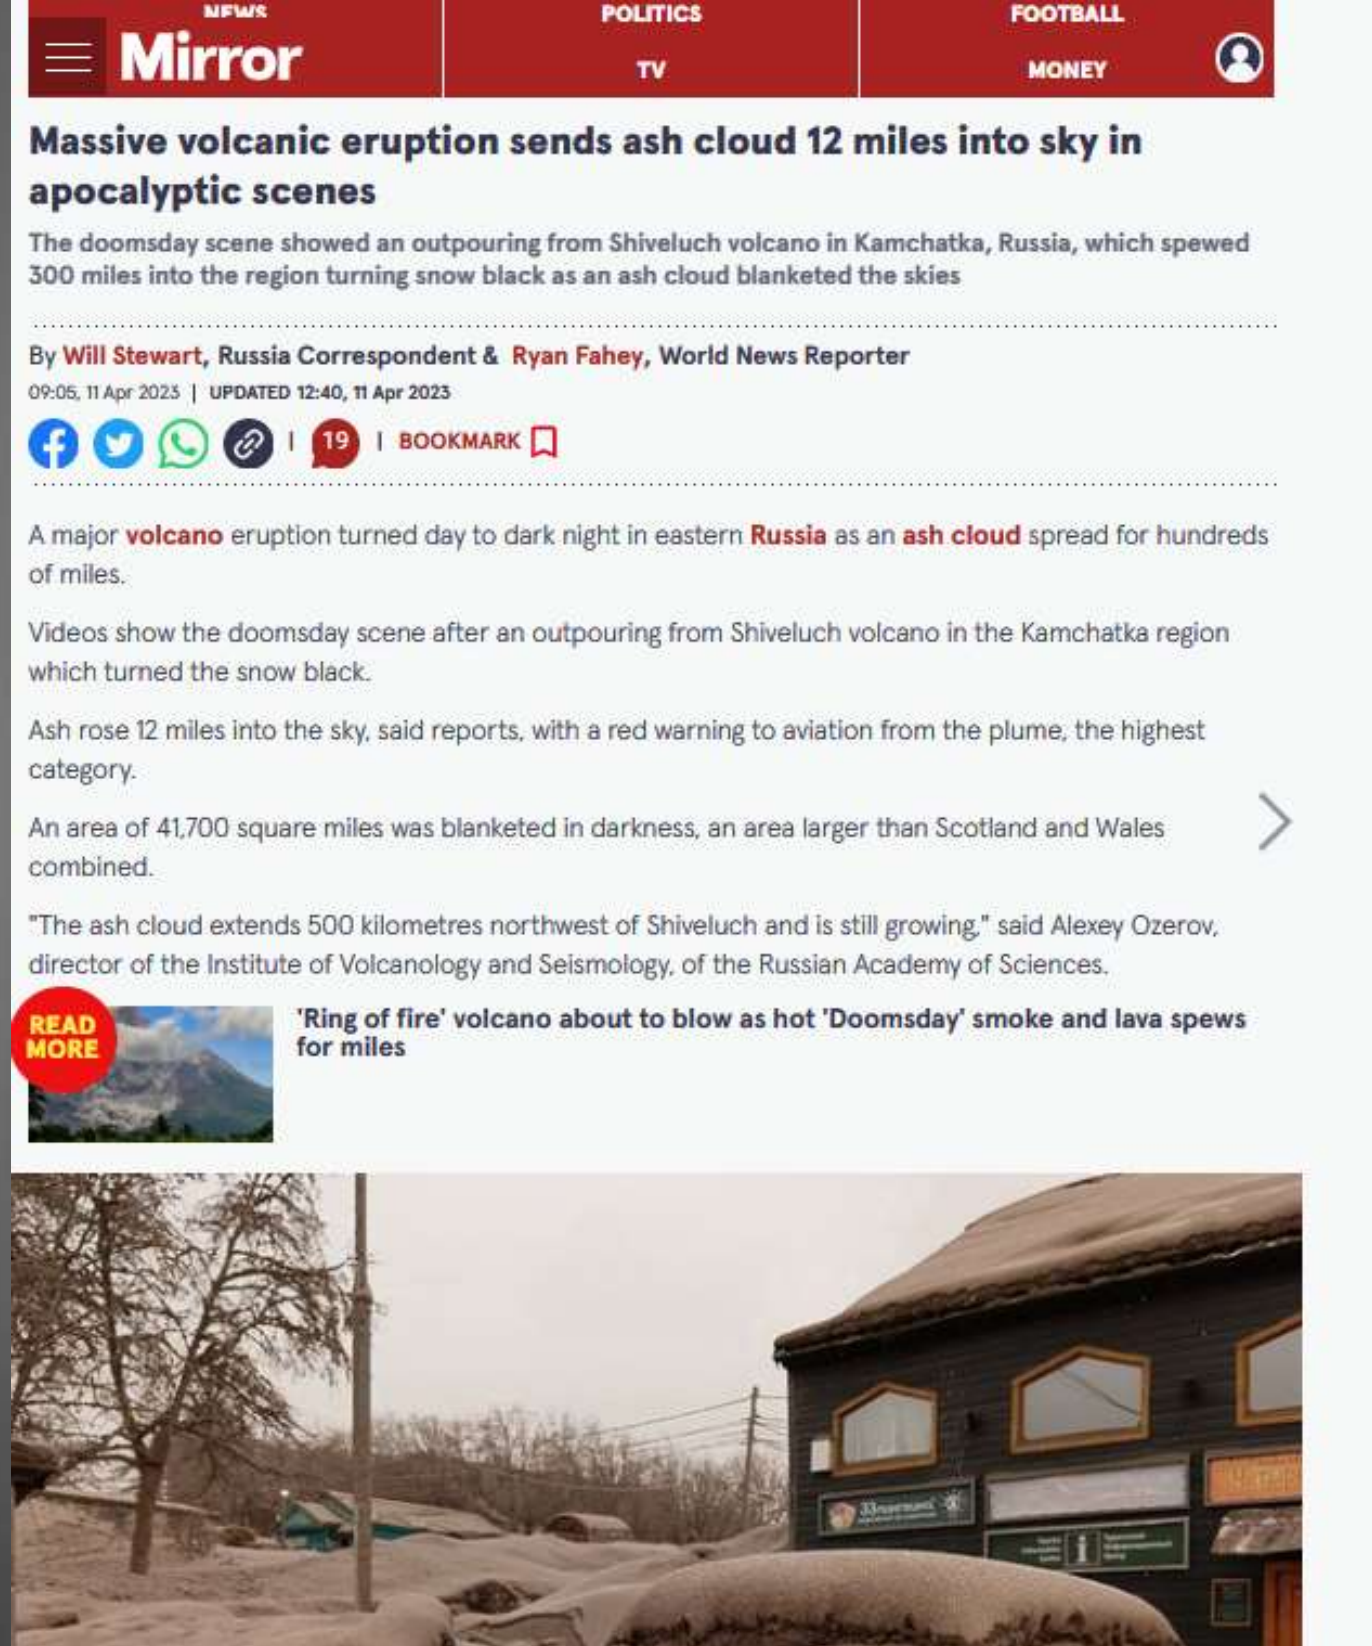 NEWS
POLITICS
FOOTBALL
Mirror
TV
MONEY
Massive volcanic eruption sends ash cloud 12 miles into sky in
apocalyptic scenes
The doomsday scene showed an outpouring from Shiveluch volcano in Kamchatka, Russia, which spewed
300 miles into the region turning snow black as an ash cloud blanketed the skies
By Will Stewart, Russia Correspondent & Ryan Fahey, World News Reporter
09:05, 11 Apr 2023 | UPDATED 12:40, 11 Apr 2023
19 | BOOKMARK
A major volcano eruption turned day to dark night in eastern Russia as an ash cloud spread for hundreds
of miles.
Videos show the doomsday scene after an outpouring from Shiveluch volcano in the Kamchatka region
which turned the snow black.
Ash rose 12 miles into the sky, said reports, with a red warning to aviation from the plume, the highest
category.
An area of 41,700 square miles was blanketed in darkness, an area larger than Scotland and Wales
combined.
"The ash cloud extends 500 kilometres northwest of Shiveluch and is still growing," said Alexey Ozerov,
director of the Institute of Volcanology and Seismology, of the Russian Academy of Sciences.
READ
MORE
'Ring of fire' volcano about to blow as hot 'Doomsday' smoke and lava spews
for miles